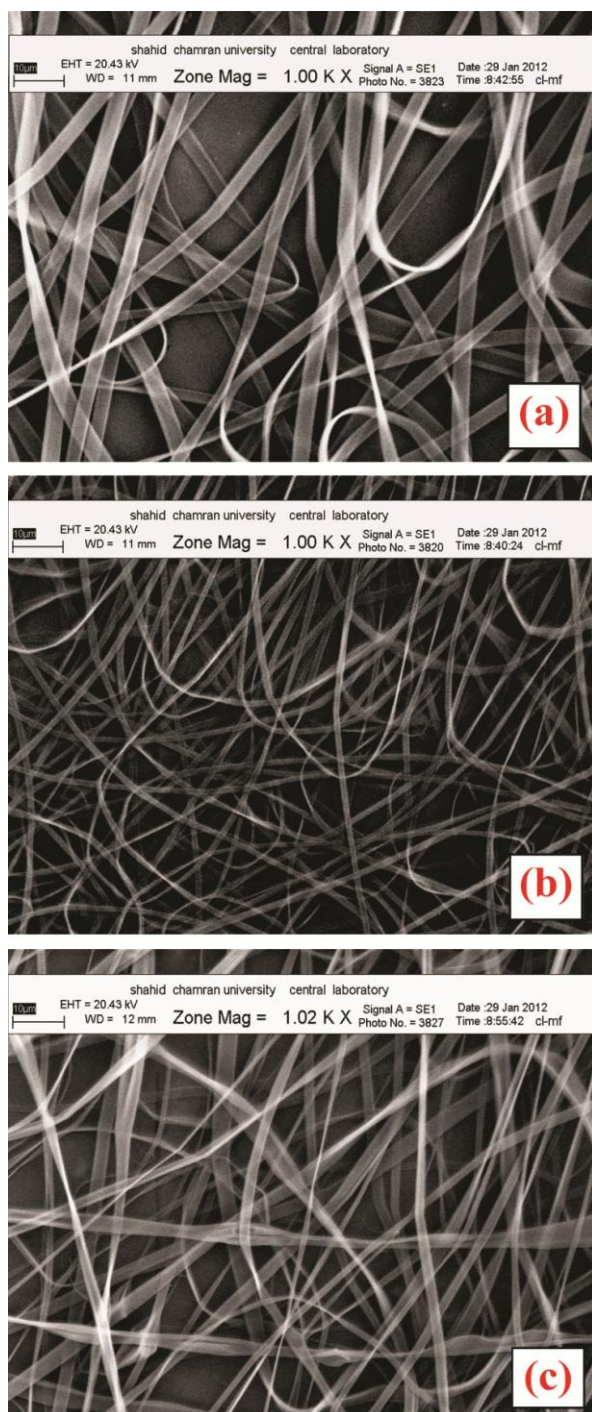 shahid chamran university central laboratory
10µm EHT = 20.43 kV WD = 11 mm Zone Mag = 1.00 K X Signal A = SE1 Photo No. = 3823 Date :29 Jan 2012 Time :8:42:55 cl-mf
(a)
shahid chamran university central laboratory
10µm EHT = 20.43 kV WD = 11 mm Zone Mag = 1.00 K X Signal A = SE1 Photo No. = 3820 Date :29 Jan 2012 Time :8:40:24 cl-mf
(b)
shahid chamran university central laboratory
10µm EHT = 20.43 kV WD = 12 mm Zone Mag = 1.02 K X Signal A = SE1 Photo No. = 3827 Date :29 Jan 2012 Time :8:55:42 cl-mf
(c)